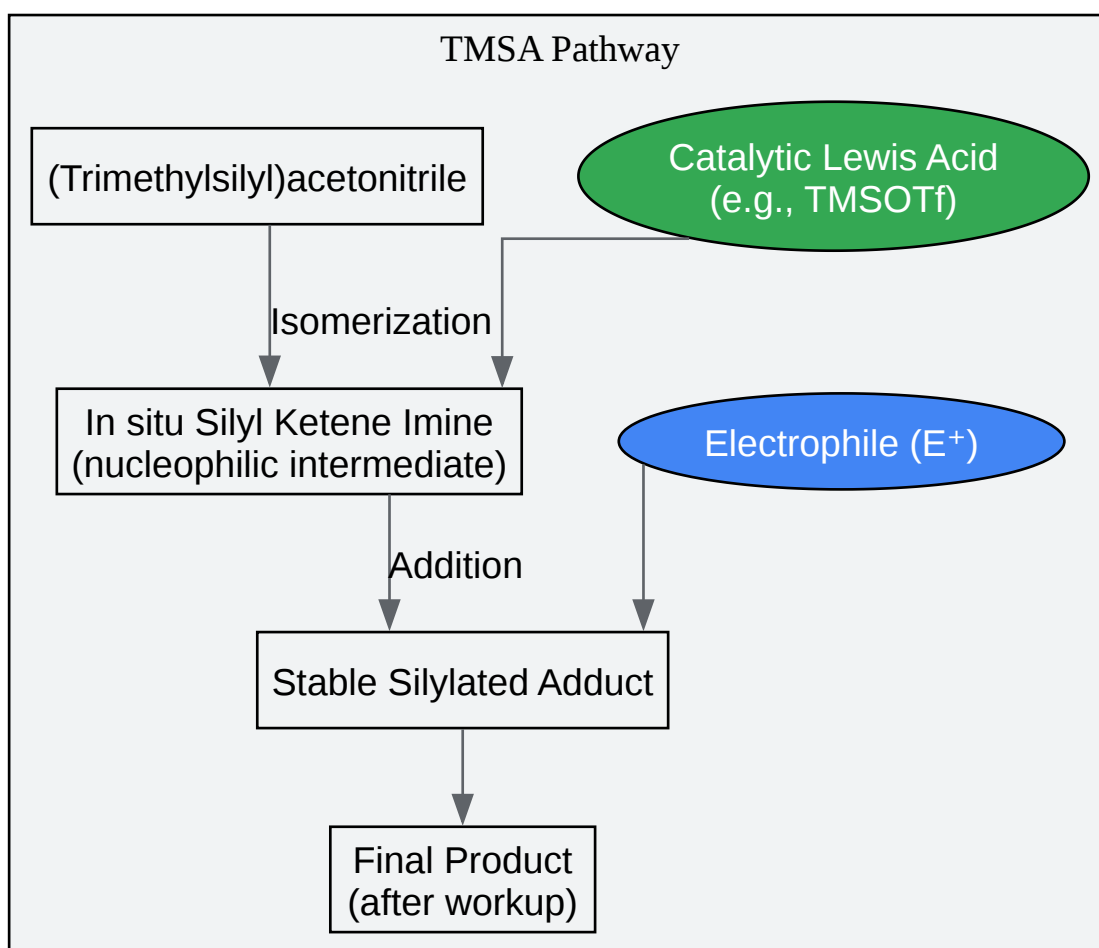 TMSA Pathway
(Trimethylsilyl)acetonitrile
Catalytic Lewis Acid
(e.g., TMSOTf)
Isomerization
In situ Silyl Ketene Imine
(nucleophilic intermediate)
Electrophile (E⁺)
Addition
Stable Silylated Adduct
Final Product
(after workup)